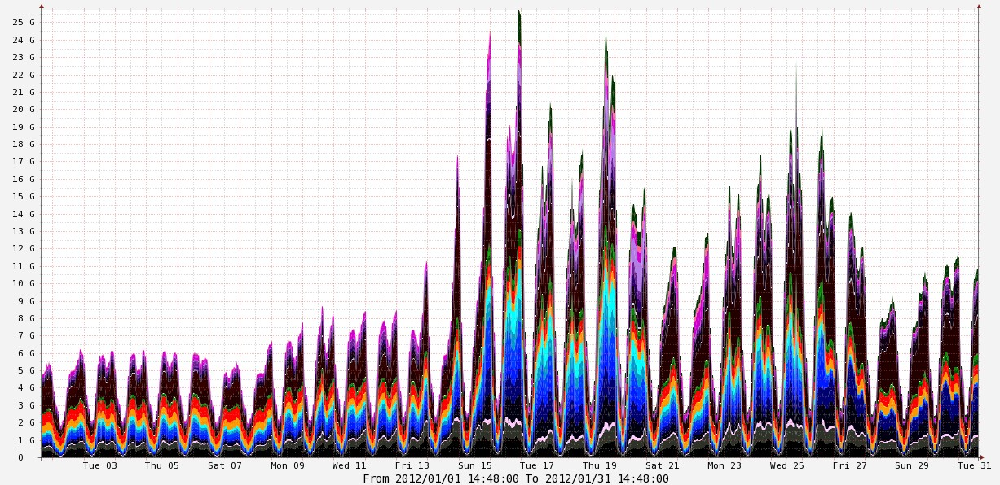 25 G
24 G
23 G
22 G
21 G
20 G
19 G
18 G
17 G
16 G
15 G
14 G
13 G
12 G
11 G
10 G
9 G
8 G
7 G
6 G
5 G
4 G
3 G
2 G
1 G
0
Tue 03 Thu 05 Sat 07 Mon 09 Wed 11 Fri 13 Sun 15 Tue 17 Thu 19 Sat 21 Mon 23 Wed 25 Fri 27 Sun 29 Tue 31
From 2012/01/01 14:48:00 To 2012/01/31 14:48:00